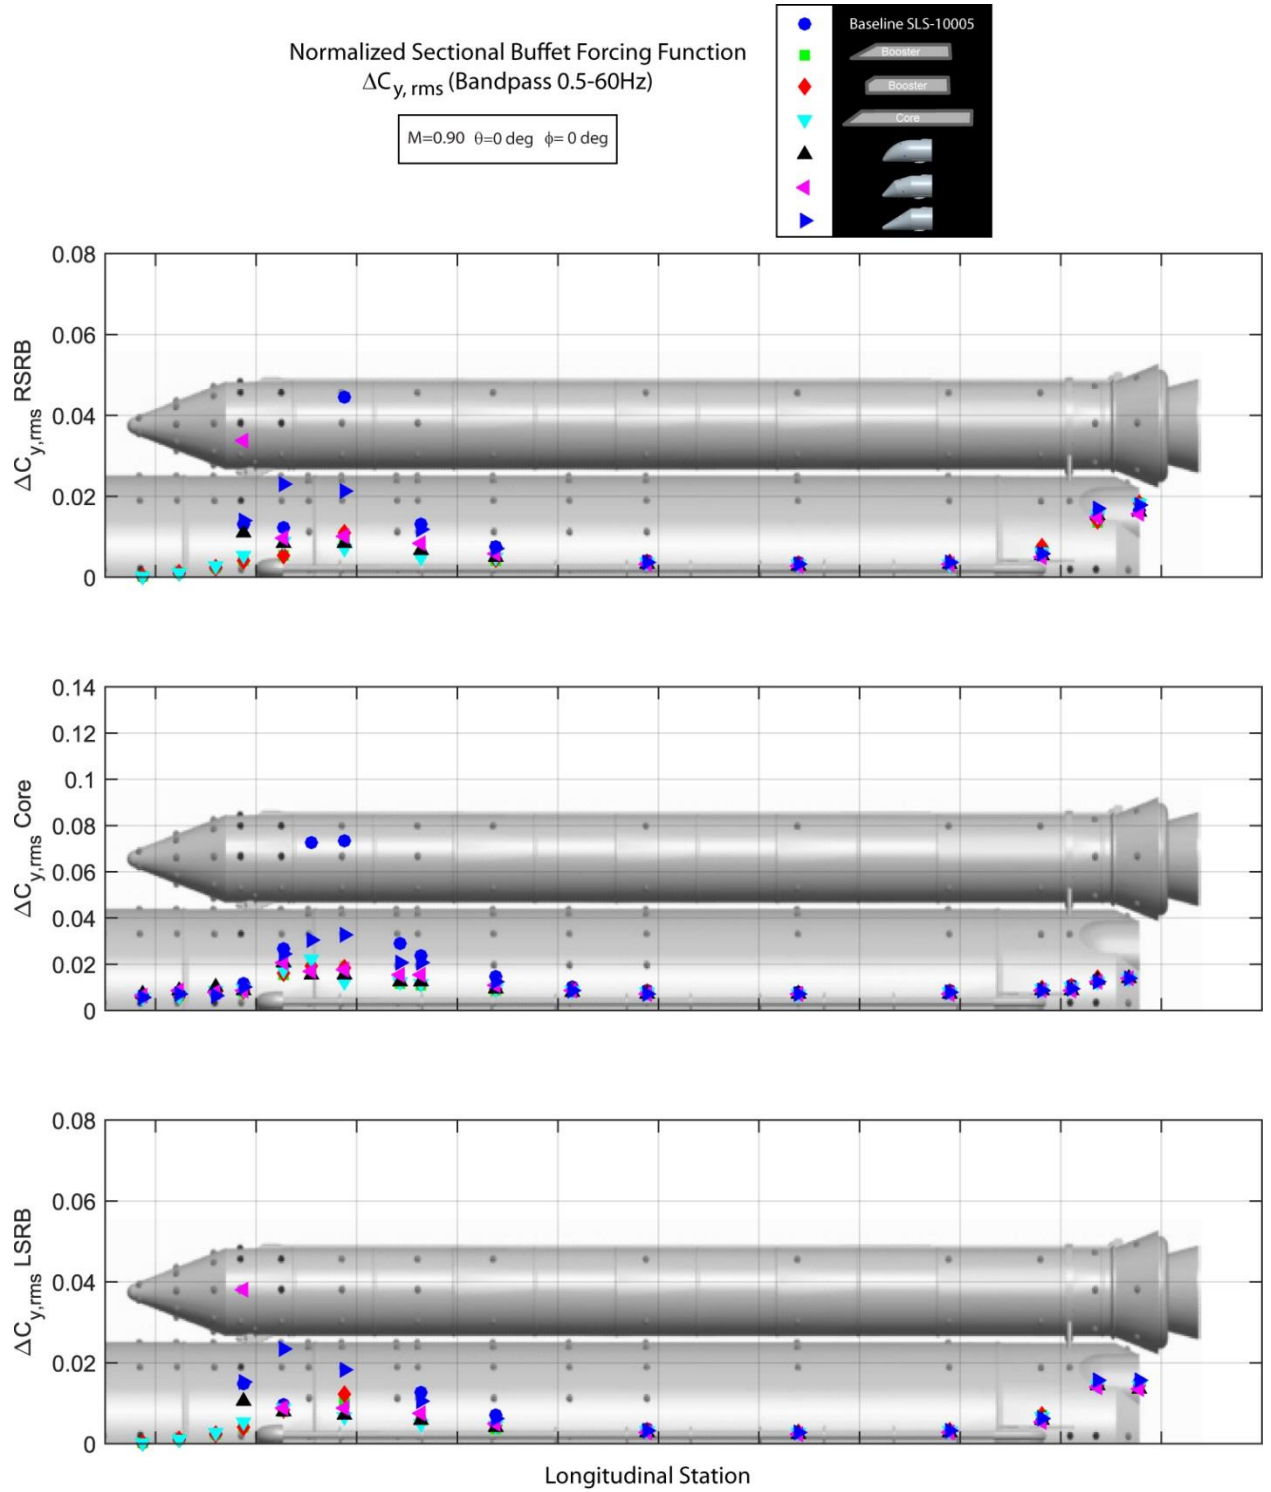 Baseline SLS-10005
Normalized Sectional Buffet Forcing Function
ΔCy, rms (Bandpass 0.5-60Hz)
Booster
Booster
Core
M=0.90 θ=0 deg ϕ= 0 deg
0.08
0.06
0.04
0.02
0
ΔCy,rms RSRB
0.14
0.12
0.1
0.08
0.06
0.04
0.02
0
ΔCy,rms Core
0.08
0.06
0.04
0.02
0
ΔCy,rms LSRB
Longitudinal Station